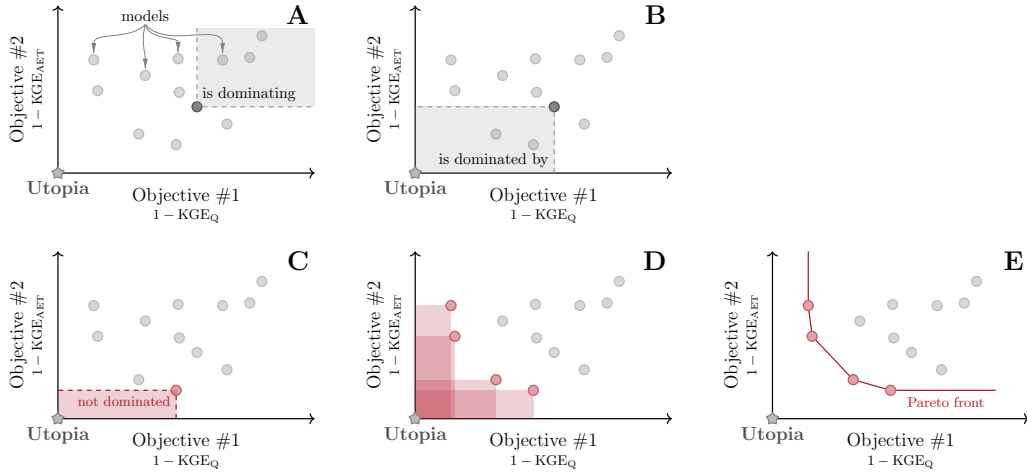 A
models
Objective #2
1 − KGE_AET
is dominating
Utopia
Objective #1
1 − KGE_Q
B
Objective #2
1 − KGE_AET
is dominated by
Utopia
Objective #1
1 − KGE_Q
C
Objective #2
1 − KGE_AET
not dominated
Utopia
Objective #1
1 − KGE_Q
D
Objective #2
1 − KGE_AET
Utopia
Objective #1
1 − KGE_Q
E
Objective #2
1 − KGE_AET
Pareto front
Utopia
Objective #1
1 − KGE_Q